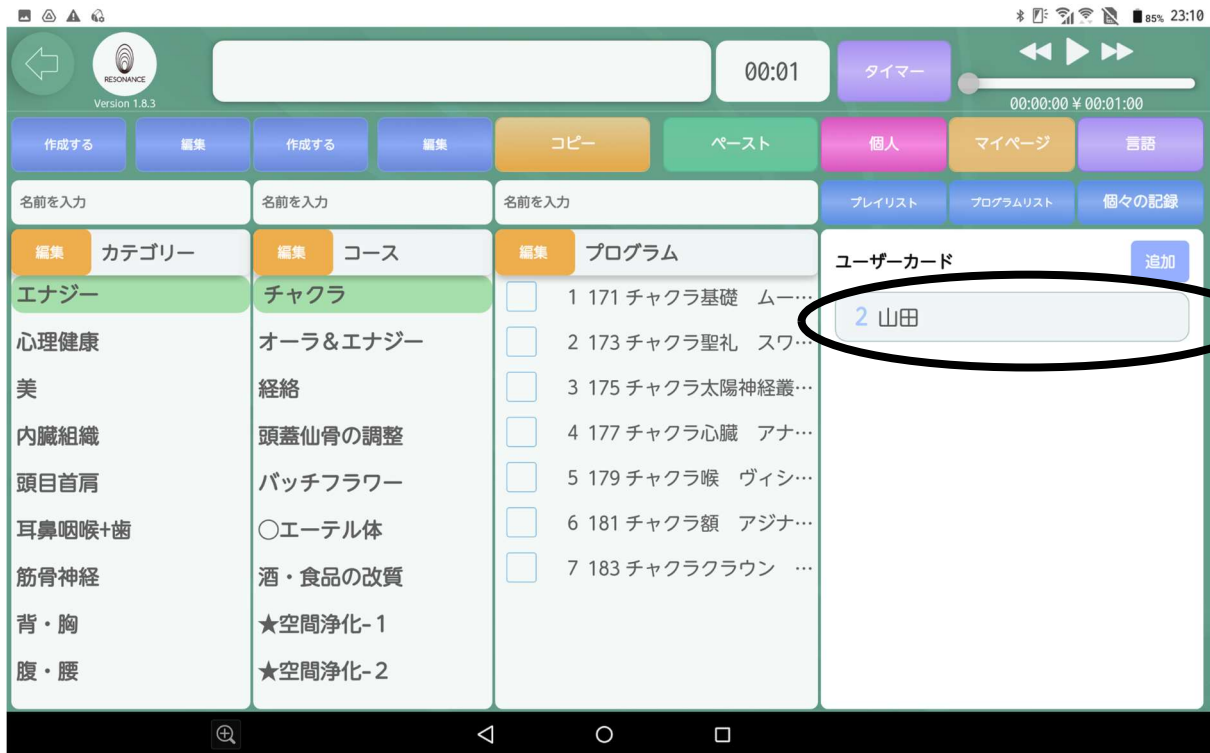 85% 23:10
RESONANCE
Version 1.8.3
00:01
タイマー
00:00:00 ¥ 00:01:00
作成する 編集 作成する 編集 コピー ペースト 個人 マイページ 言語
名前を入力 名前を入力 名前を入力 プレイリスト プログラムリスト 個々の記録
編集 カテゴリー 編集 コース 編集 プログラム ユーザーカード 追加
エナジー チャクラ 1 171 チャクラ基礎 ムー… 2 山田
心理健康 オーラ＆エナジー 2 173 チャクラ聖礼 スワ…
美 経絡 3 175 チャクラ太陽神経叢…
内臓組織 頭蓋仙骨の調整 4 177 チャクラ心臓 アナ…
頭目首肩 バッチフラワー 5 179 チャクラ喉 ヴィシ…
耳鼻咽喉+歯 ○エーテル体 6 181 チャクラ額 アジナ…
筋骨神経 酒・食品の改質 7 183 チャクラクラウン …
背・胸 ★空間浄化-1
腹・腰 ★空間浄化-2